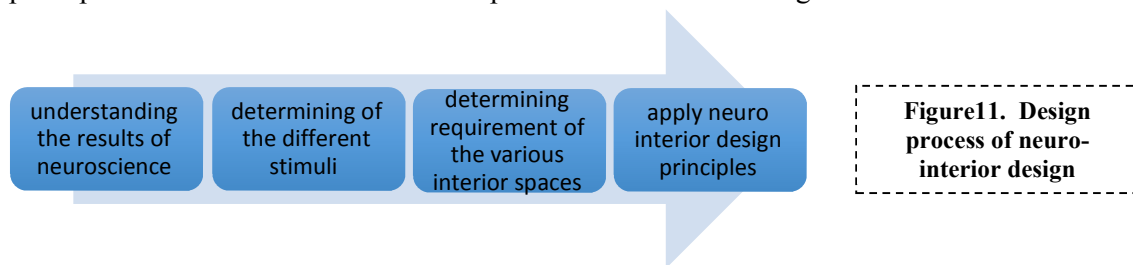 understanding
the results of
neuroscience
determining of
the different
stimuli
determining
requirement of
the various
interior spaces
apply neuro
interior design
principles
Figure11. Design
process of neuro-
interior design